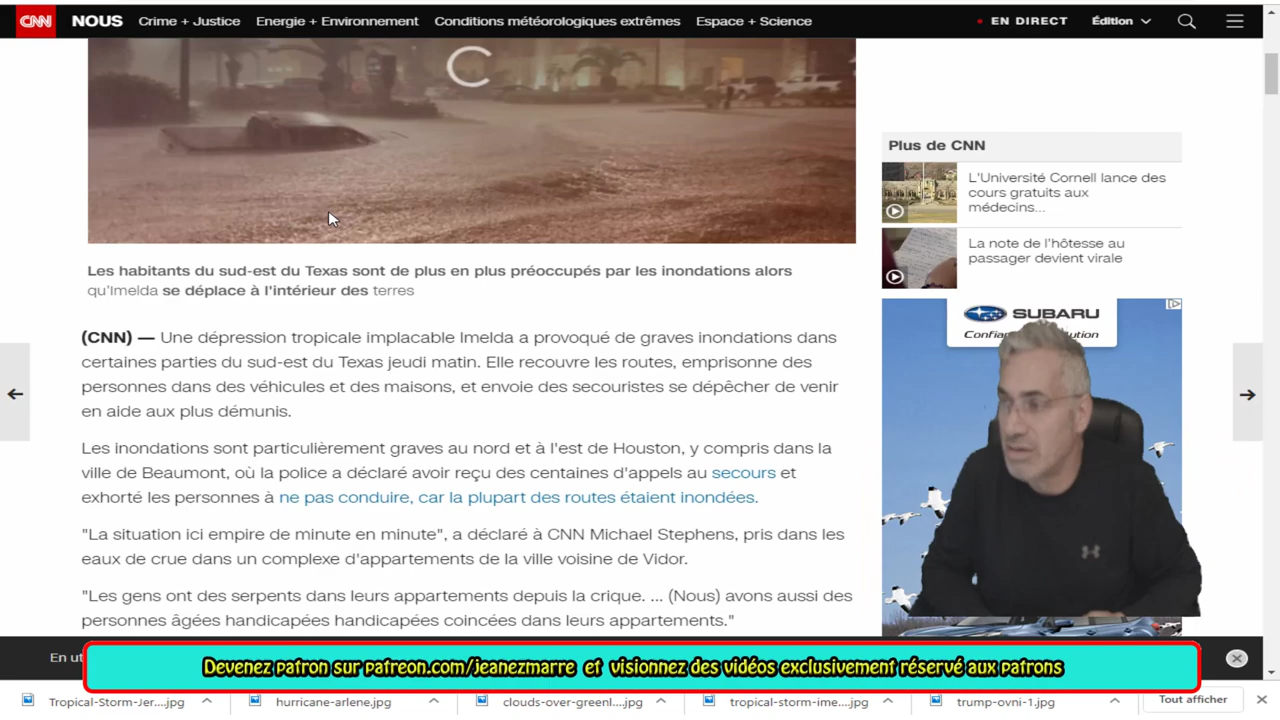 CNN NOUS Crime + Justice Energie + Environnement Conditions météorologiques extrêmes Espace + Science EN DIRECT Édition
Les habitants du sud-est du Texas sont de plus en plus préoccupés par les inondations alors
qu'Imelda se déplace à l'intérieur des terres
(CNN) — Une dépression tropicale implacable Imelda a provoqué de graves inondations dans
certaines parties du sud-est du Texas jeudi matin. Elle recouvre les routes, emprisonne des
personnes dans des véhicules et des maisons, et envoie des secouristes se dépêcher de venir
en aide aux plus démunis.
Les inondations sont particulièrement graves au nord et à l'est de Houston, y compris dans la
ville de Beaumont, où la police a déclaré avoir reçu des centaines d'appels au secours et
exhorté les personnes à ne pas conduire, car la plupart des routes étaient inondées.
"La situation ici empire de minute en minute", a déclaré à CNN Michael Stephens, pris dans les
eaux de crue dans un complexe d'appartements de la ville voisine de Vidor.
"Les gens ont des serpents dans leurs appartements depuis la crique. ... (Nous) avons aussi des
personnes âgées handicapées handicapées coincées dans leurs appartements."
Plus de CNN
L'Université Cornell lance des
cours gratuits aux
médecins...
La note de l'hôtesse au
passager devient virale
SUBARU
En ut
Devenez patron sur patreon.com/jeanezmarre et visionnez des vidéos exclusivement réservé aux patrons
Tropical-Storm-Jer....jpg hurricane-arlene.jpg clouds-over-greenl....jpg tropical-storm-ime....jpg trump-ovni-1.jpg Tout afficher